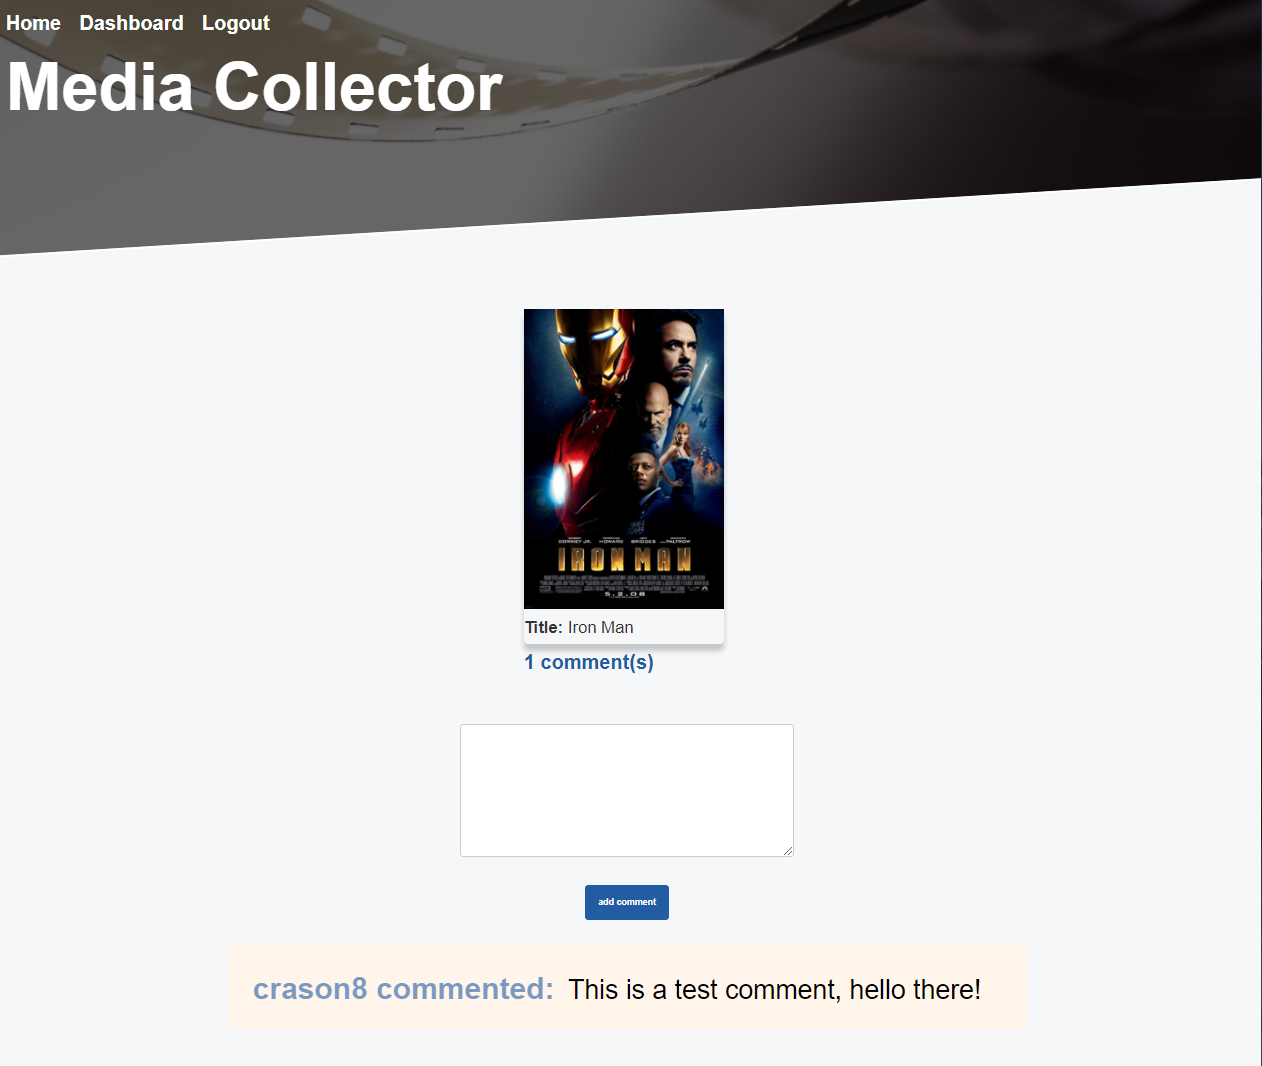 Home Dashboard Logout
Media Collector
DOWNEY JR. HOWARD BRIDGES PALTROW
IRON MAN
5.2.08
Title: Iron Man
1 comment(s)
add comment
crason8 commented: This is a test comment, hello there!